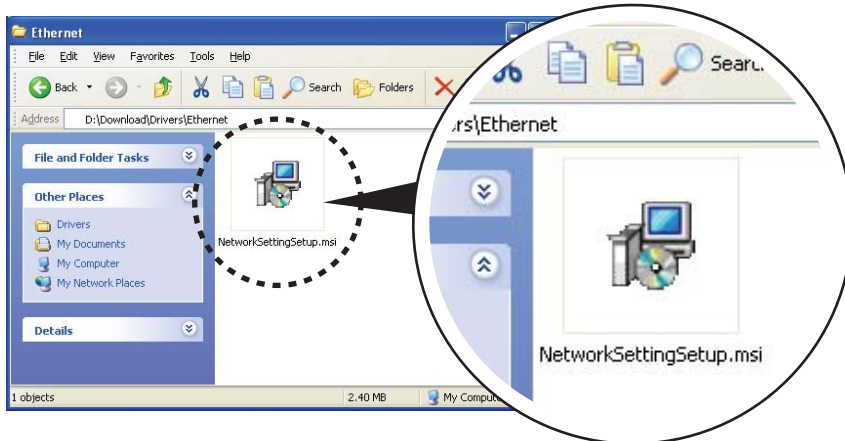 Ethernet
File Edit View Favorites Tools Help
Back Search Folders
Address D:\Download\Drivers\Ethernet
File and Folder Tasks
Other Places
Drivers
My Documents
My Computer
My Network Places
Details
NetworkSettingSetup.msi
1 objects 2.40 MB My Comput
Searc
rs\Ethernet
NetworkSettingSetup.msi